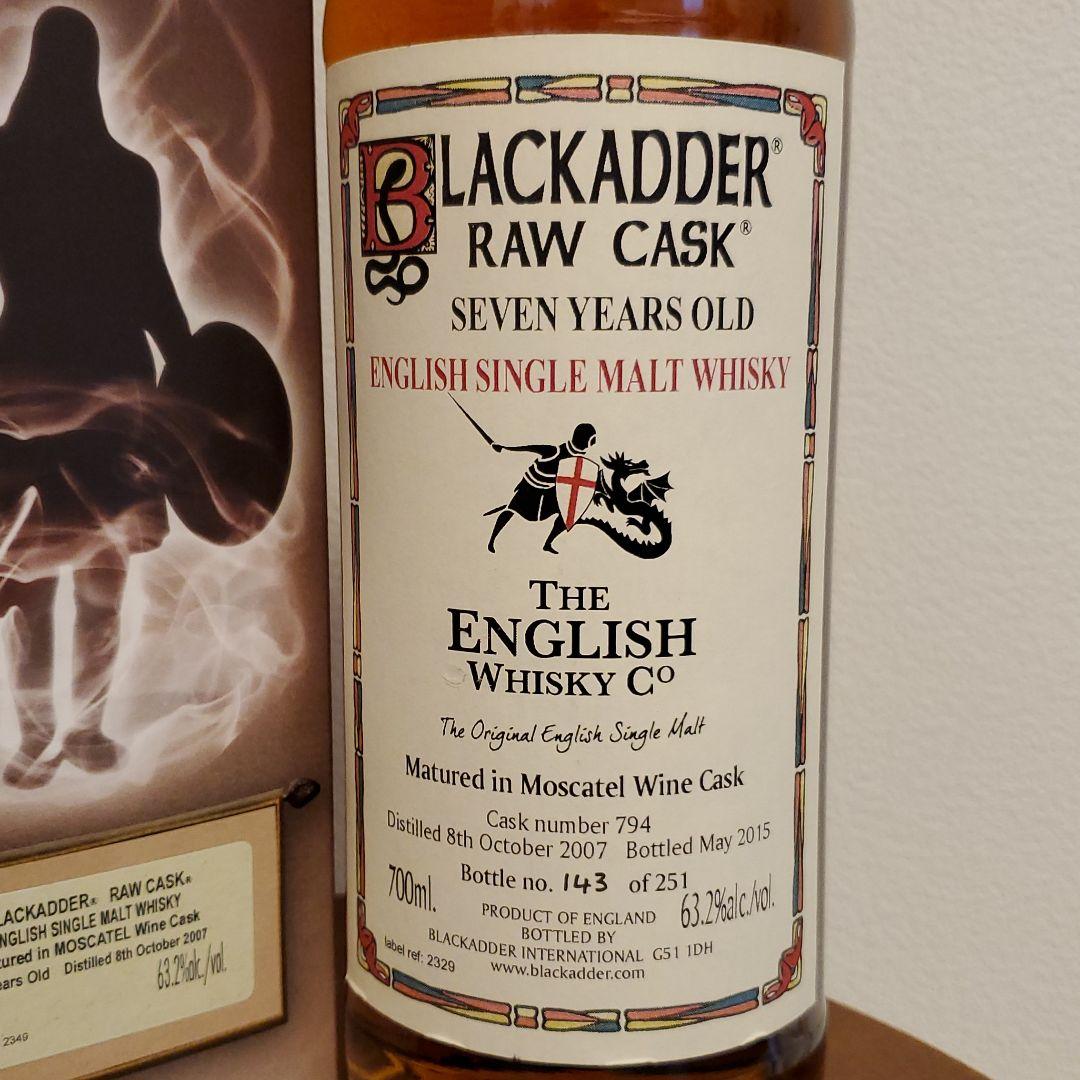 BLACKADDER®
RAW CASK®
SEVEN YEARS OLD
ENGLISH SINGLE MALT WHISKY
THE
ENGLISH
WHISKY CO
The Original English Single Malt
Matured in Moscatel Wine Cask
Cask number 794
Distilled 8th October 2007 Bottled May 2015
Bottle no. 143 of 251
700ml.
PRODUCT OF ENGLAND
63.2%alc./vol.
BOTTLED BY
BLACKADDER INTERNATIONAL G51 1DH
label ref: 2329
www.blackadder.com
LACKADDER® RAW CASK®
NGLISH SINGLE MALT WHISKY
tured in MOSCATEL Wine Cask
ears Old Distilled 8th October 2007
63.2%alc./vol.
2349